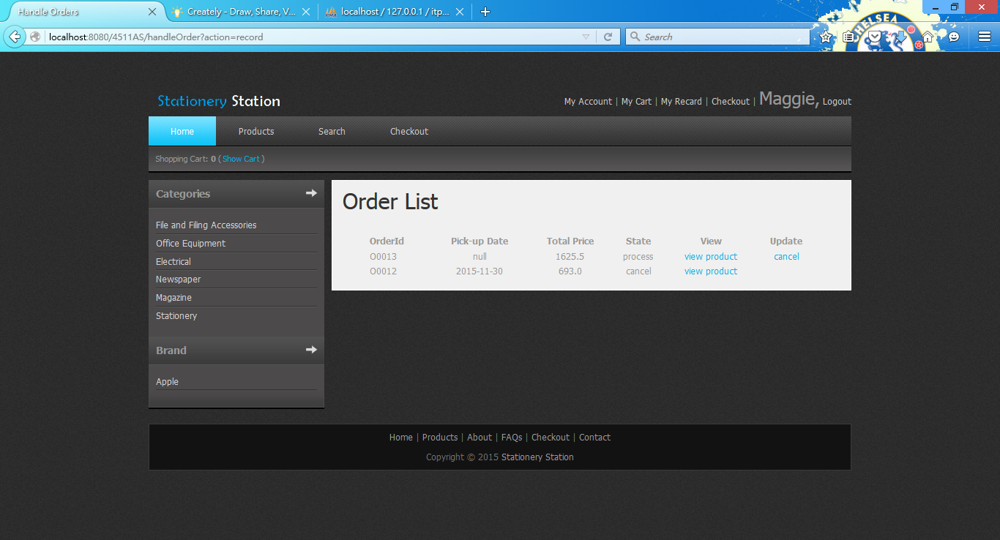 Handle Orders
Creately - Draw, Share, V...
localhost / 127.0.0.1 / itp...
localhost:8080/4511AS/handleOrder?action=record
Search
CHELSEA
Stationery Station
My Account | My Cart | My Recard | Checkout | Maggie, Logout
Home Products Search Checkout
Shopping Cart: 0 ( Show Cart )
Categories
File and Filing Accessories
Office Equipment
Electrical
Newspaper
Magazine
Stationery
Brand
Apple
Order List
OrderId Pick-up Date Total Price State View Update
O0013 null 1625.5 process view product cancel
O0012 2015-11-30 693.0 cancel view product
Home | Products | About | FAQs | Checkout | Contact
Copyright © 2015 Stationery Station